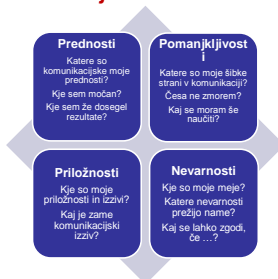 Prednosti
Katere so
komunikacijske moje
prednosti?
Kje sem močan?
Kje sem že dosegel
rezultate?
Pomanjkljivost
i
Katere so moje šibke
strani v komunikaciji?
Česa ne zmorem?
Kaj se moram še
naučiti?
Priložnosti
Kje so moje
priložnosti in izzivi?
Kaj je zame
komunikacijski
izziv?
Nevarnosti
Kje so moje meje?
Katere nevarnosti
prežijo name?
Kaj se lahko zgodi,
če …?